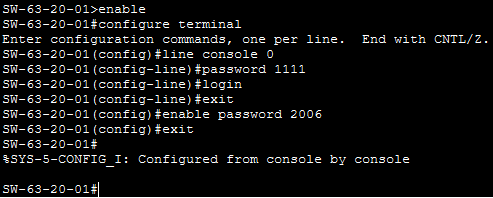 SW-63-20-01>enable
SW-63-20-01#configure terminal
Enter configuration commands, one per line.  End with CNTL/Z.
SW-63-20-01(config)#line console 0
SW-63-20-01(config-line)#password 1111
SW-63-20-01(config-line)#login
SW-63-20-01(config-line)#exit
SW-63-20-01(config)#enable password 2006
SW-63-20-01(config)#exit
SW-63-20-01#
%SYS-5-CONFIG_I: Configured from console by console
SW-63-20-01#